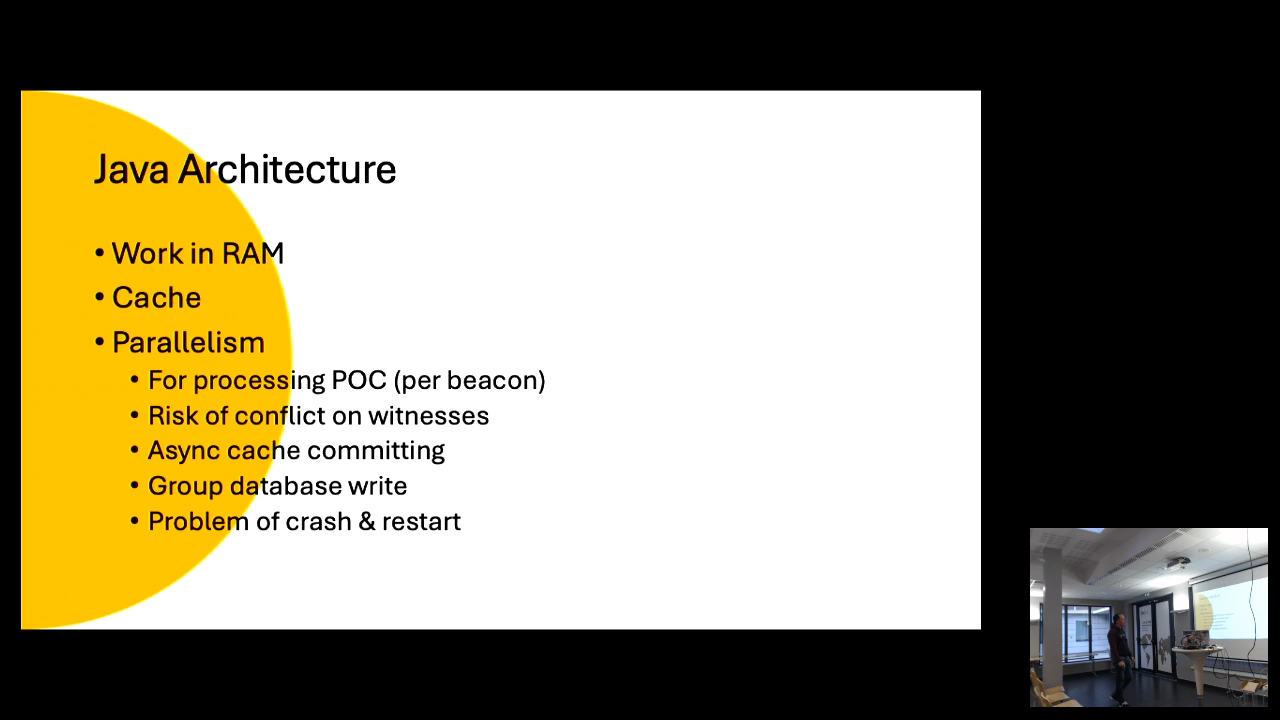 Java Architecture
• Work in RAM
• Cache
• Parallelism
• For processing POC (per beacon)
• Risk of conflict on witnesses
• Async cache committing
• Group database write
• Problem of crash & restart